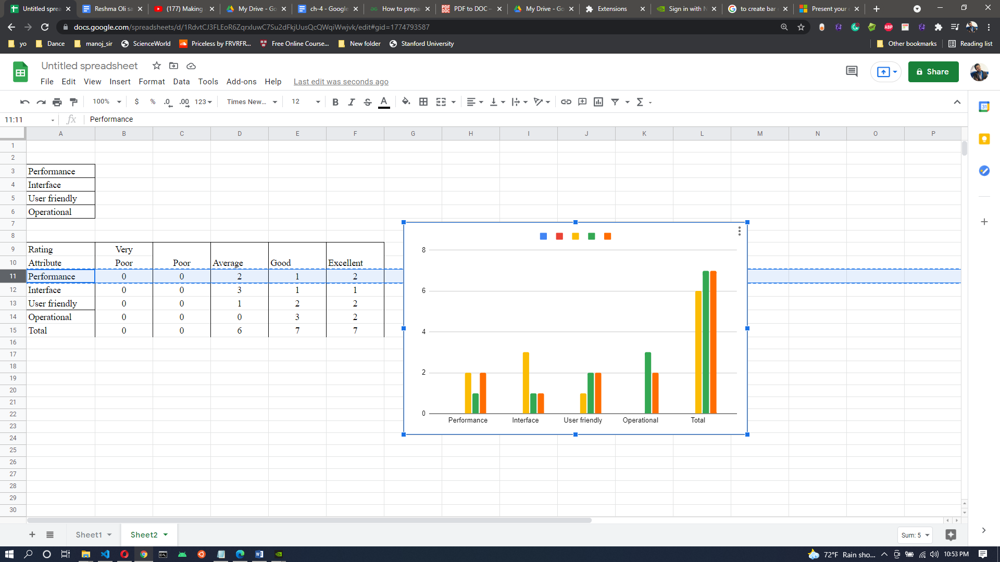 Untitled sprea
Reshma Oli sa
(177) Making
My Drive - Go
ch-4 - Google
How to prepa
PDF to DOC –
My Drive - Go
Extensions
Sign in with N
to create bar
Present your
docs.google.com/spreadsheets/d/1RdvtCJ3FLEoR6ZqrxluwC7Su2dFkjUusQcQWqiWwjvk/edit#gid=1774793587
yo Dance manoj_sir ScienceWorld Priceless by FRVRFR... Free Online Course... New folder Stanford University Other bookmarks Reading list
Untitled spreadsheet
File Edit View Insert Format Data Tools Add-ons Help Last edit was seconds ago
Share
100% $ % .0 .00 123 Times New... 12 B I S A Σ
11:11 fx Performance
A B C D E F G H I J K L M N O P
1
2
3 Performance
4 Interface
5 User friendly
6 Operational
7
8
9 Rating Very
10 Attribute Poor Poor Average Good Excellent
11 Performance 0 0 2 1 2
12 Interface 0 0 3 1 1
13 User friendly 0 0 1 2 2
14 Operational 0 0 0 3 2
15 Total 0 0 6 7 7
16
17
18
19
20
21
22
23
24
25
26
27
28
29
30
8
6
4
2
0
Performance Interface User friendly Operational Total
Sheet1 Sheet2 Sum: 5
72°F Rain sho... 10:53 PM